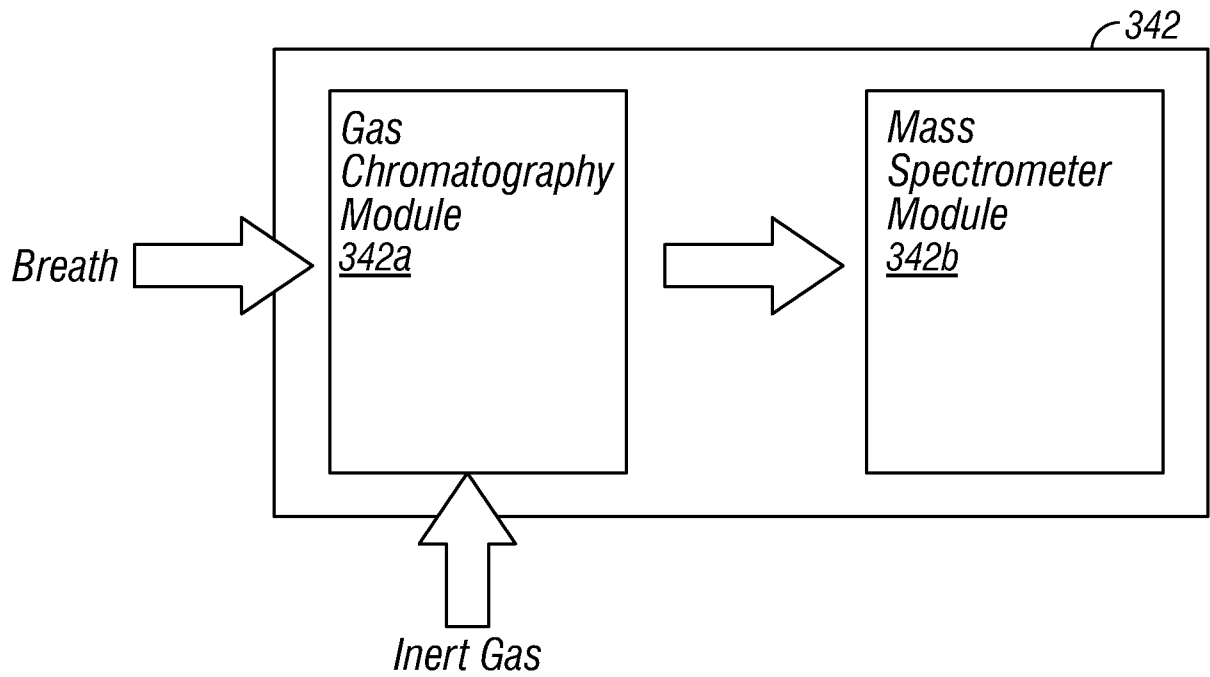 342
Gas
Chromatography
Module
342a
Mass
Spectrometer
Module
342b
Breath
Inert Gas